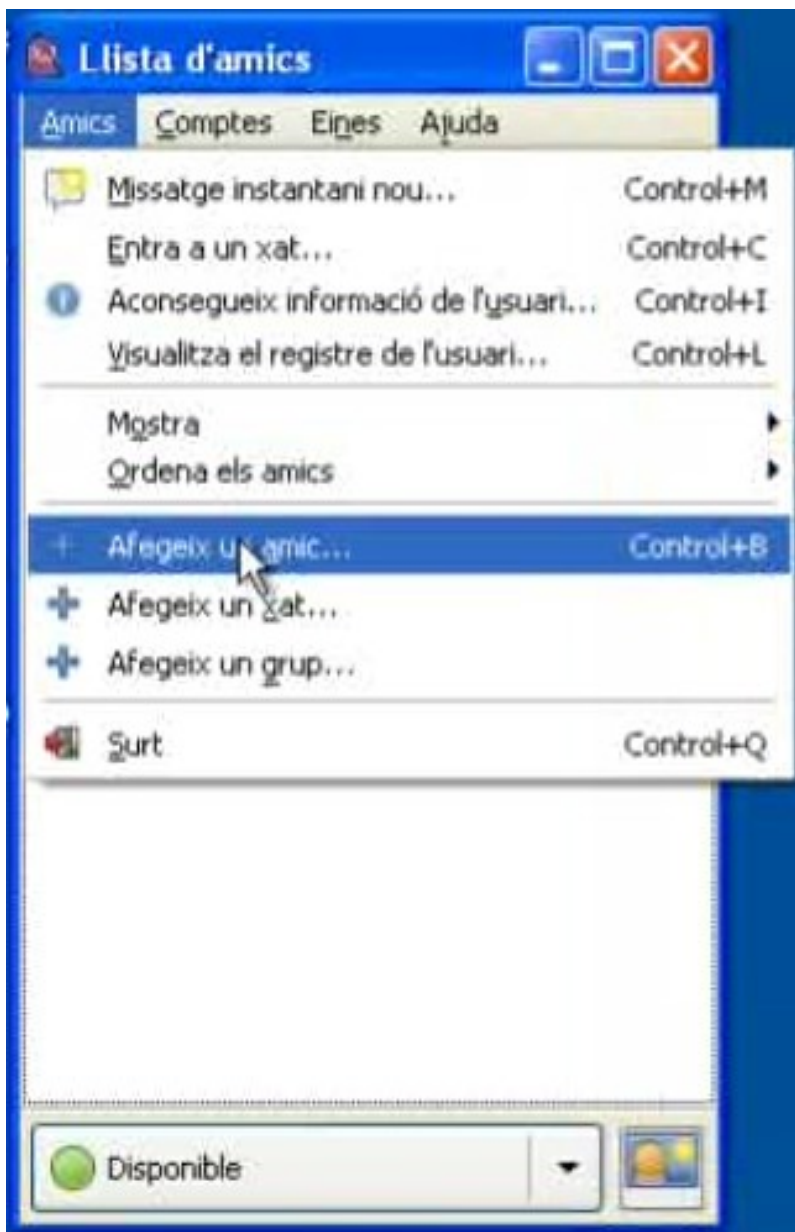 Llista d'amics
Amics Comptes Eines Ajuda
Missatge instantani nou... Control+M
Entra a un xat... Control+C
Aconsegueix informació de l'usuari... Control+I
Visualitza el registre de l'usuari... Control+L
Mostra
Ordena els amics
Afegeix un amic... Control+B
Afegeix un xat...
Afegeix un grup...
Surt Control+Q
Disponible